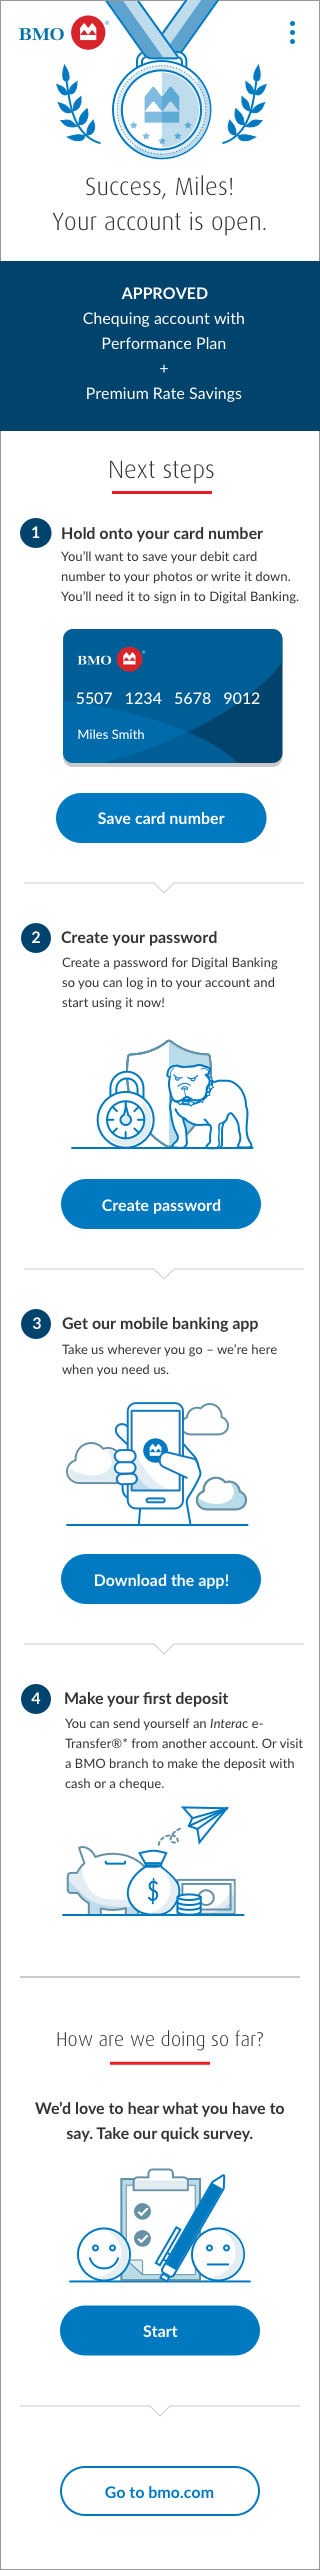 BMO
Success, Miles!
Your account is open.
APPROVED
Chequing account with
Performance Plan
+
Premium Rate Savings
Next steps
1 Hold onto your card number
You'll want to save your debit card
number to your photos or write it down.
You'll need it to sign in to Digital Banking.
BMO
5507 1234 5678 9012
Miles Smith
Save card number
2 Create your password
Create a password for Digital Banking
so you can log in to your account and
start using it now!
Create password
3 Get our mobile banking app
Take us wherever you go – we're here
when you need us.
Download the app!
4 Make your first deposit
You can send yourself an Interac e-
Transfer®* from another account. Or visit
a BMO branch to make the deposit with
cash or a cheque.
$
How are we doing so far?
We'd love to hear what you have to
say. Take our quick survey.
Start
Go to bmo.com